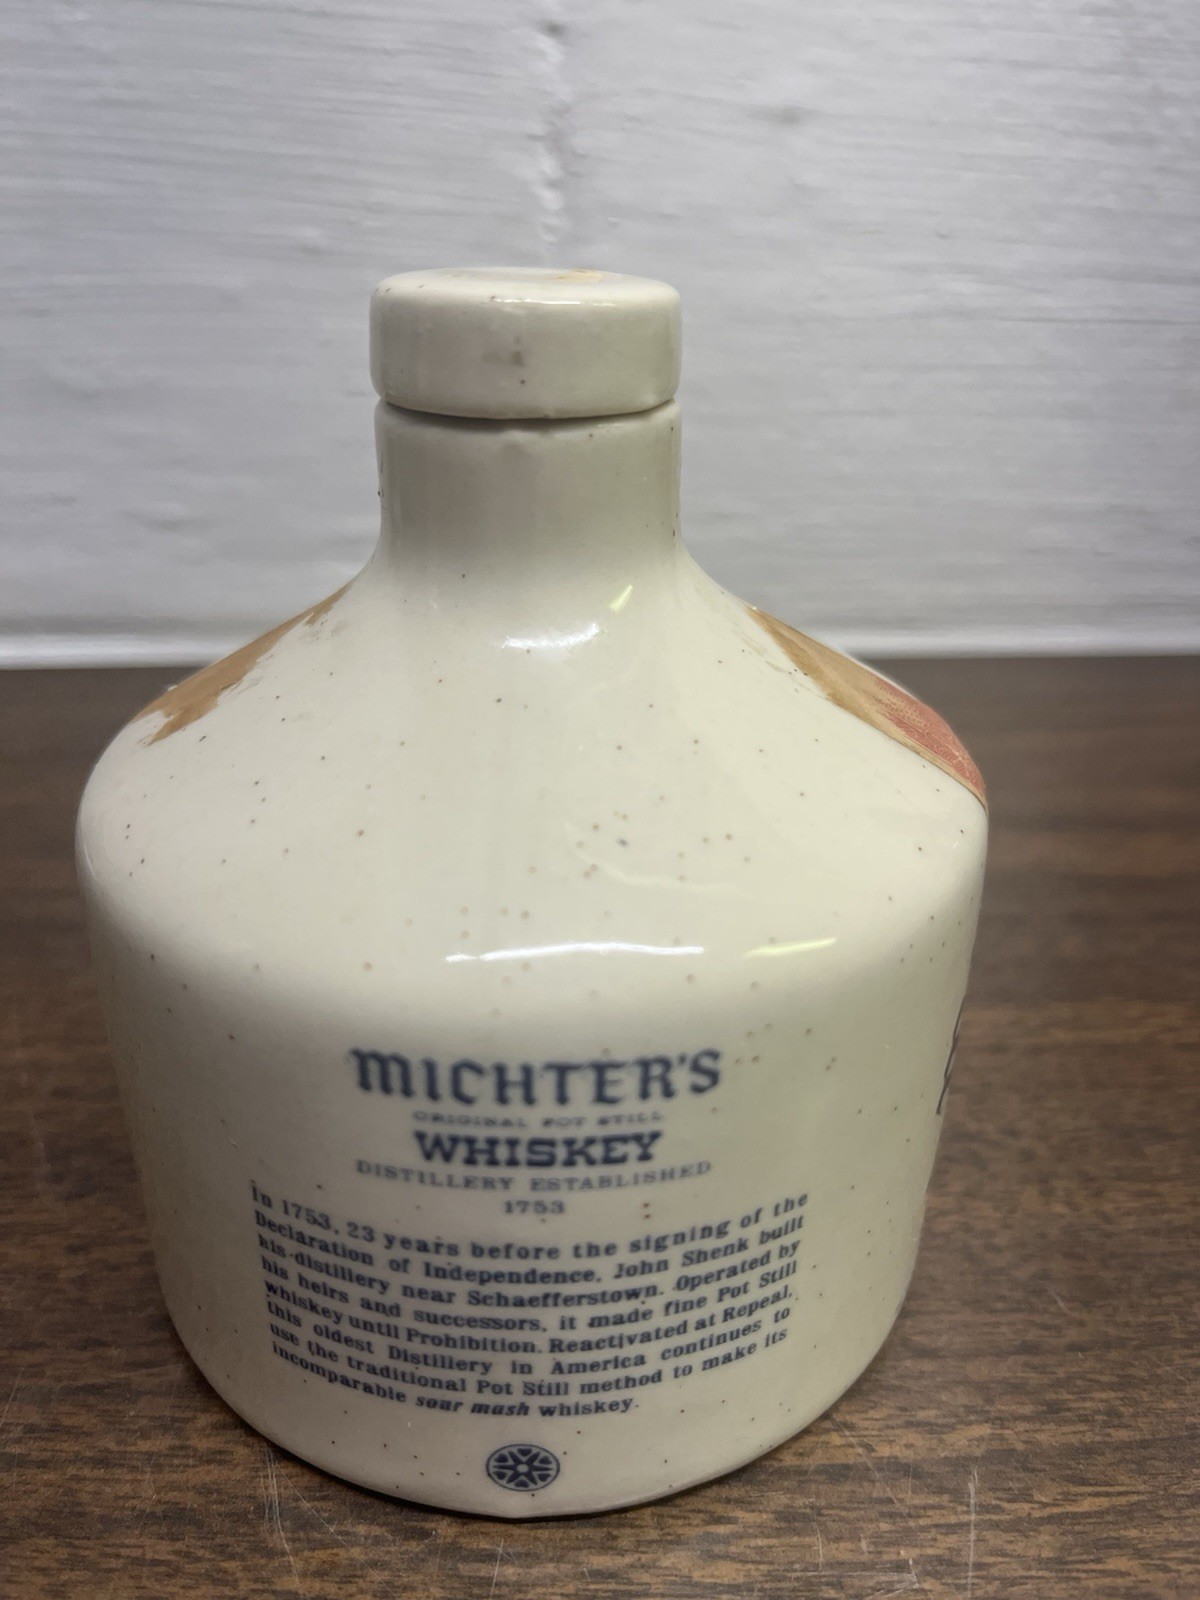 MICHTER'S
ORIGINAL POT STILL
WHISKEY
DISTILLERY ESTABLISHED
1753
In 1753, 23 years before the signing of the
Declaration of Independence, John Shenk built
his distillery near Schaefferstown. Operated by
his heirs and successors, it made fine Pot Still
whiskey until Prohibition. Reactivated at Repeal,
this oldest Distillery in America continues to
use the traditional Pot Still method to make its
incomparable sour mash whiskey.